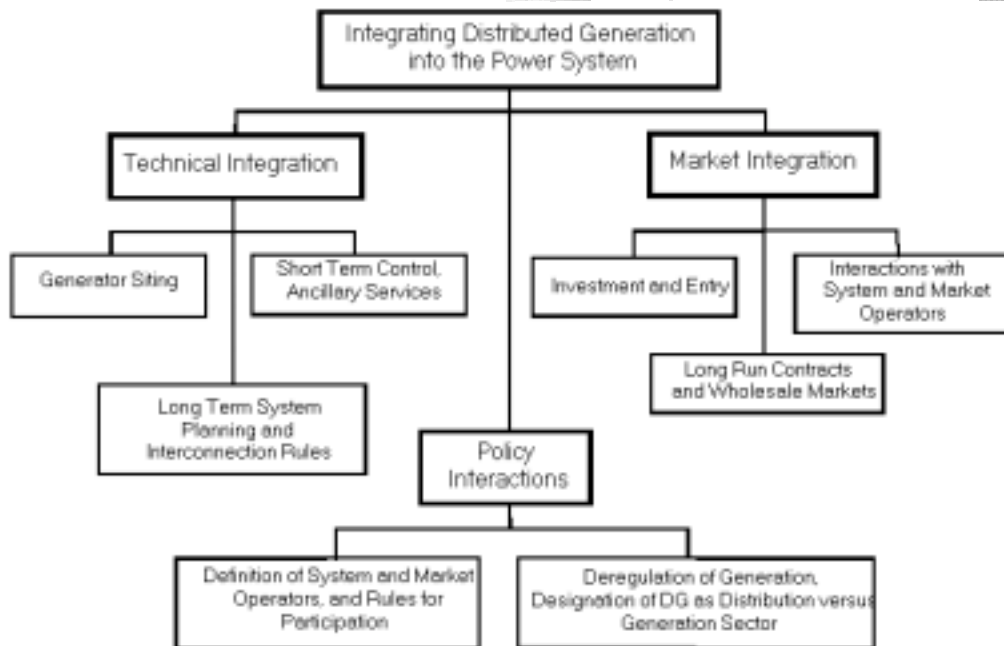 Integrating Distributed Generation
into the Power System
Technical Integration
Market Integration
Generator Siting
Short Term Control,
Ancillary Services
Investment and Entry
Interactions with
System and Market
Operators
Long Term System
Planning and
Interconnection Rules
Long Run Contracts
and Wholesale Markets
Policy
Interactions
Definition of System and Market
Operators, and Rules for
Participation
Deregulation of Generation,
Designation of DG as Distribution versus
Generation Sector